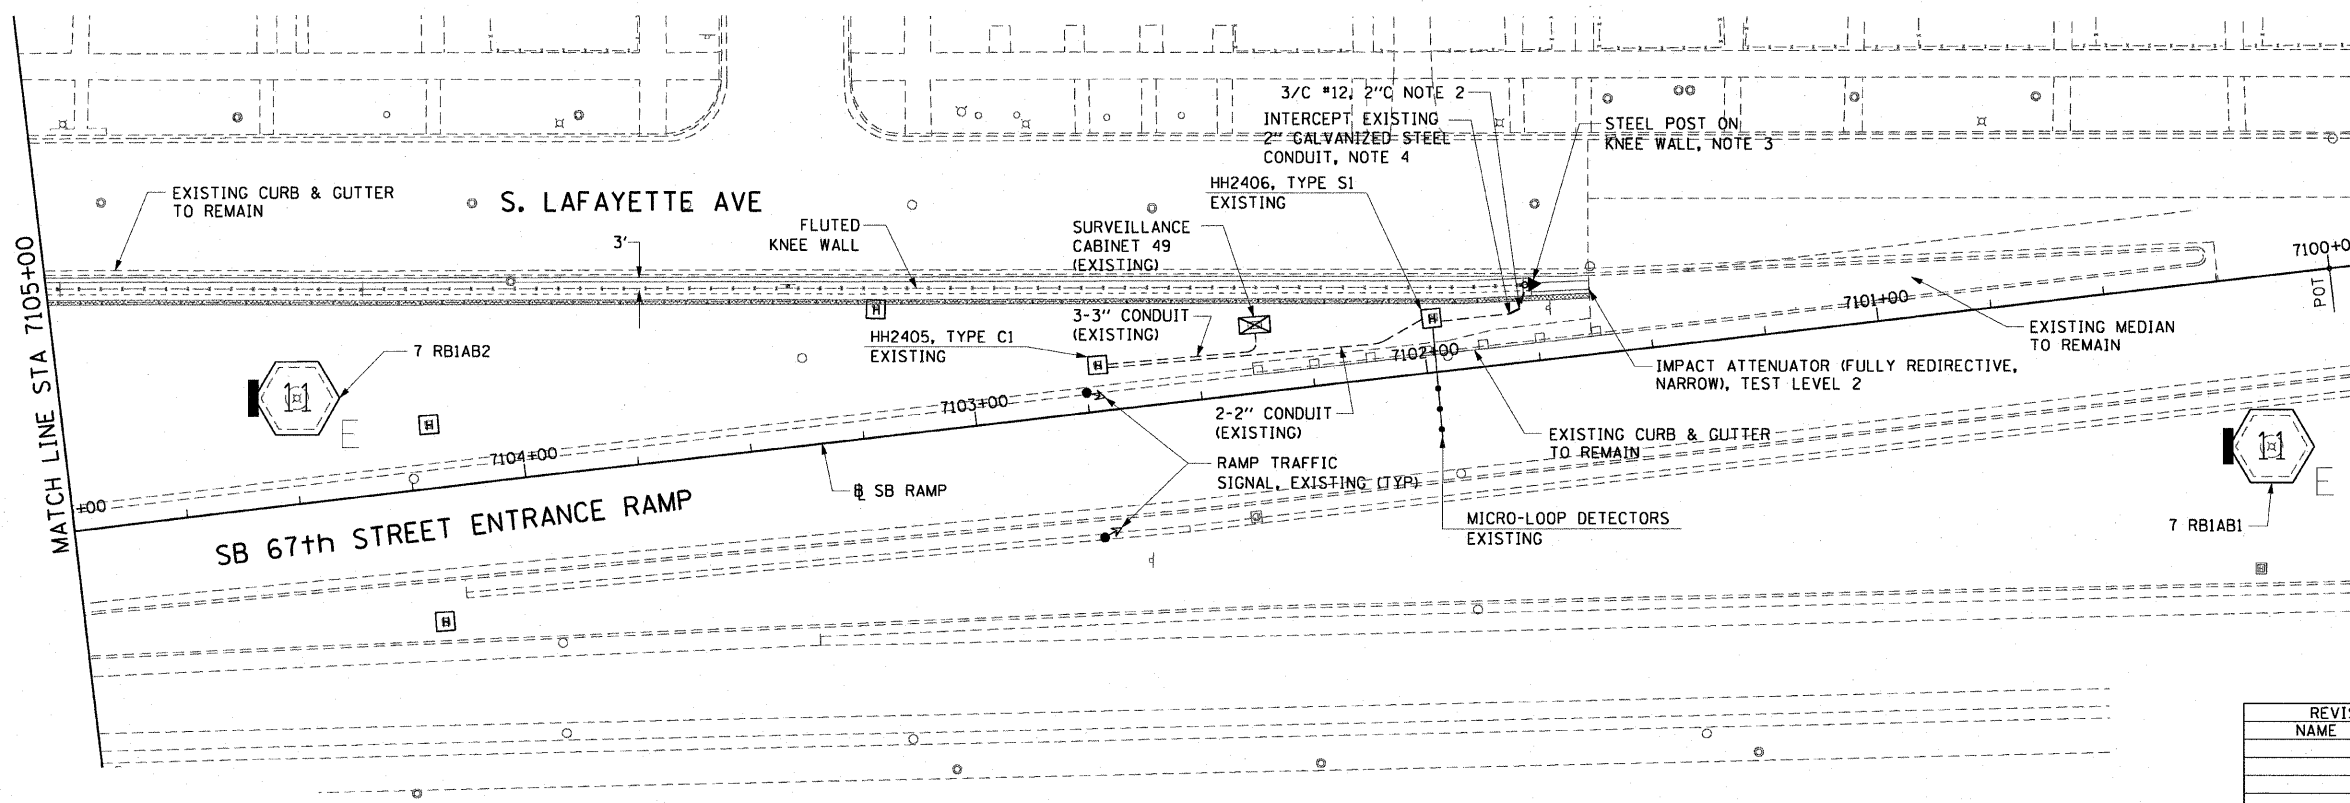 3/C #12, 2"C NOTE 2
INTERCEPT EXISTING
2" GALVANIZED STEEL
CONDUIT, NOTE 4
STEEL POST ON
KNEE WALL, NOTE 3
HH2406, TYPE S1
EXISTING
EXISTING CURB & GUTTER
TO REMAIN
S. LAFAYETTE AVE
FLUTED
KNEE WALL
3'
SURVEILLANCE
CABINET 49
(EXISTING)
MATCH LINE STA 7105+00
7100+0
POT
7101+00
EXISTING MEDIAN
TO REMAIN
3-3" CONDUIT
(EXISTING)
HH2405, TYPE C1
EXISTING
H
H
H
7 RB1AB2
11
E
7102+00
IMPACT ATTENUATOR (FULLY REDIRECTIVE,
NARROW), TEST LEVEL 2
7103+00
2-2" CONDUIT
(EXISTING)
EXISTING CURB & GUTTER
TO REMAIN
H
7104+00
RAMP TRAFFIC
SIGNAL, EXISTING (TYP)
11
E
B SB RAMP
+00
SB 67th STREET ENTRANCE RAMP
MICRO-LOOP DETECTORS
EXISTING
7 RB1AB1
H
H
REVIS
NAME